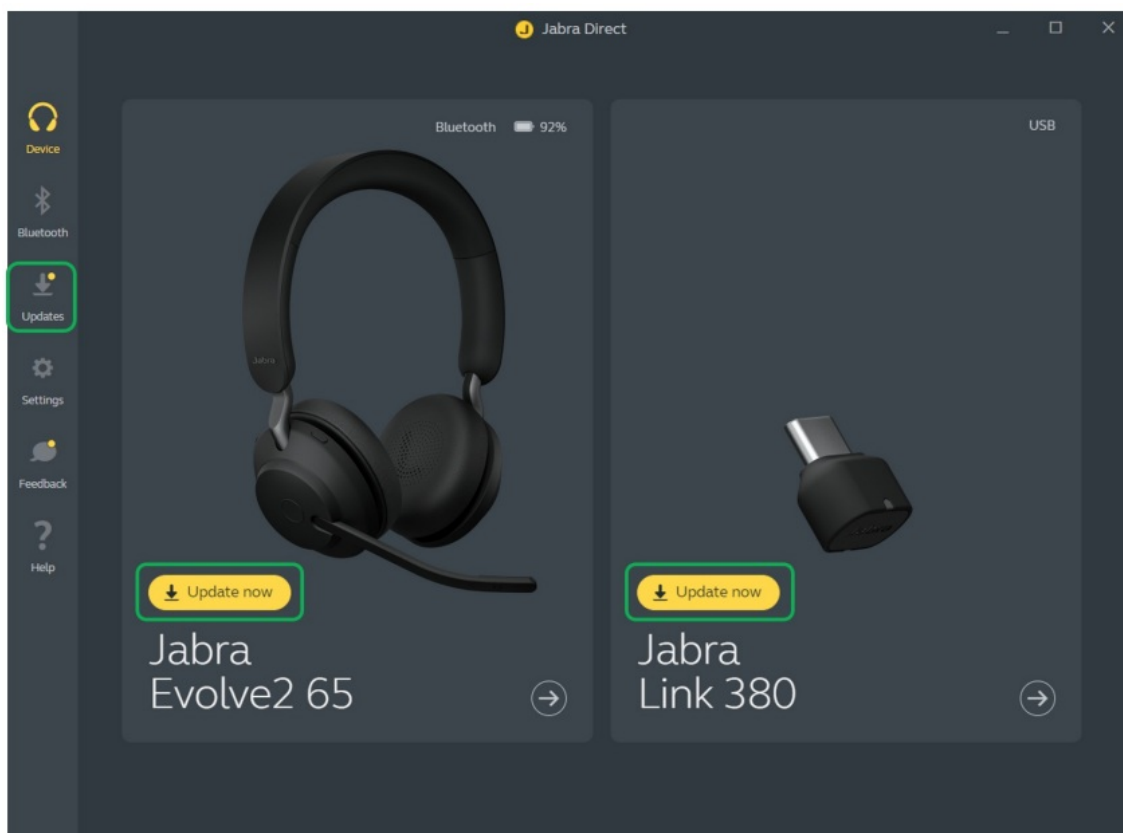 Jabra Direct
Device
Bluetooth
Updates
Settings
Feedback
Help
Bluetooth 92%
Jabra
Update now
Jabra
Evolve2 65
USB
Update now
Jabra
Link 380